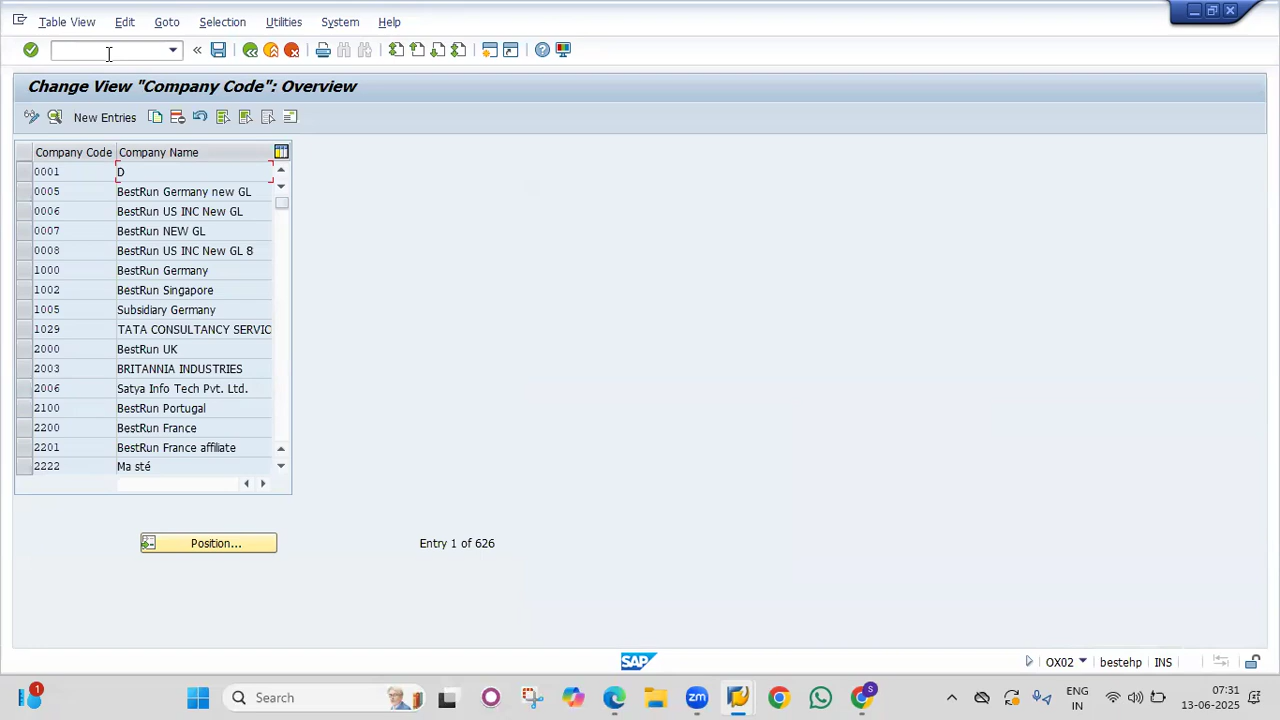 Table View Edit Goto Selection Utilities System Help
Change View "Company Code": Overview
New Entries
Company Code Company Name
0001 D
0005 BestRun Germany new GL
0006 BestRun US INC New GL
0007 BestRun NEW GL
0008 BestRun US INC New GL 8
1000 BestRun Germany
1002 BestRun Singapore
1005 Subsidiary Germany
1029 TATA CONSULTANCY SERVIC
2000 BestRun UK
2003 BRITANNIA INDUSTRIES
2006 Satya Info Tech Pvt. Ltd.
2100 BestRun Portugal
2200 BestRun France
2201 BestRun France affiliate
2222 Ma sté
Position... Entry 1 of 626
SAP OX02 bestehp INS
1 Search zm S ENG IN 07:31 13-06-2025